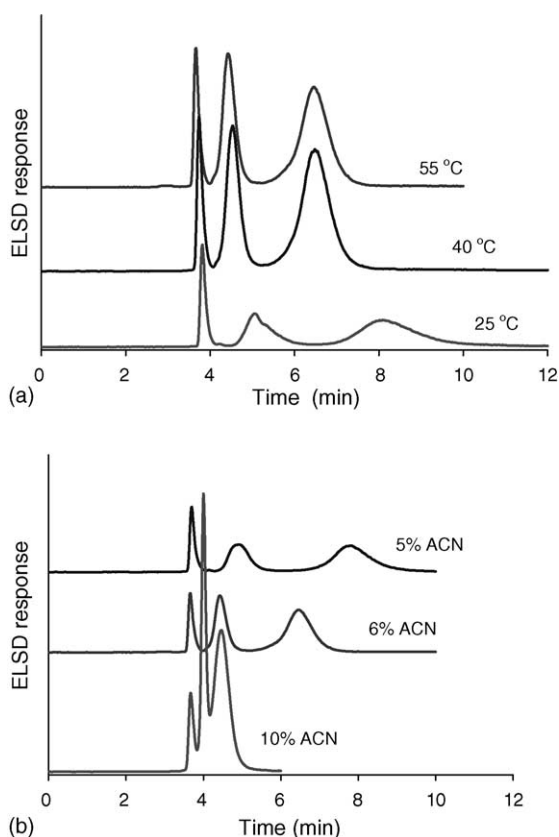 ELSD response
55 °C
40 °C
25 °C
0 2 4 6 8 10 12
Time (min)
(a)
ELSD response
5% ACN
6% ACN
10% ACN
0 2 4 6 8 10 12
Time (min)
(b)